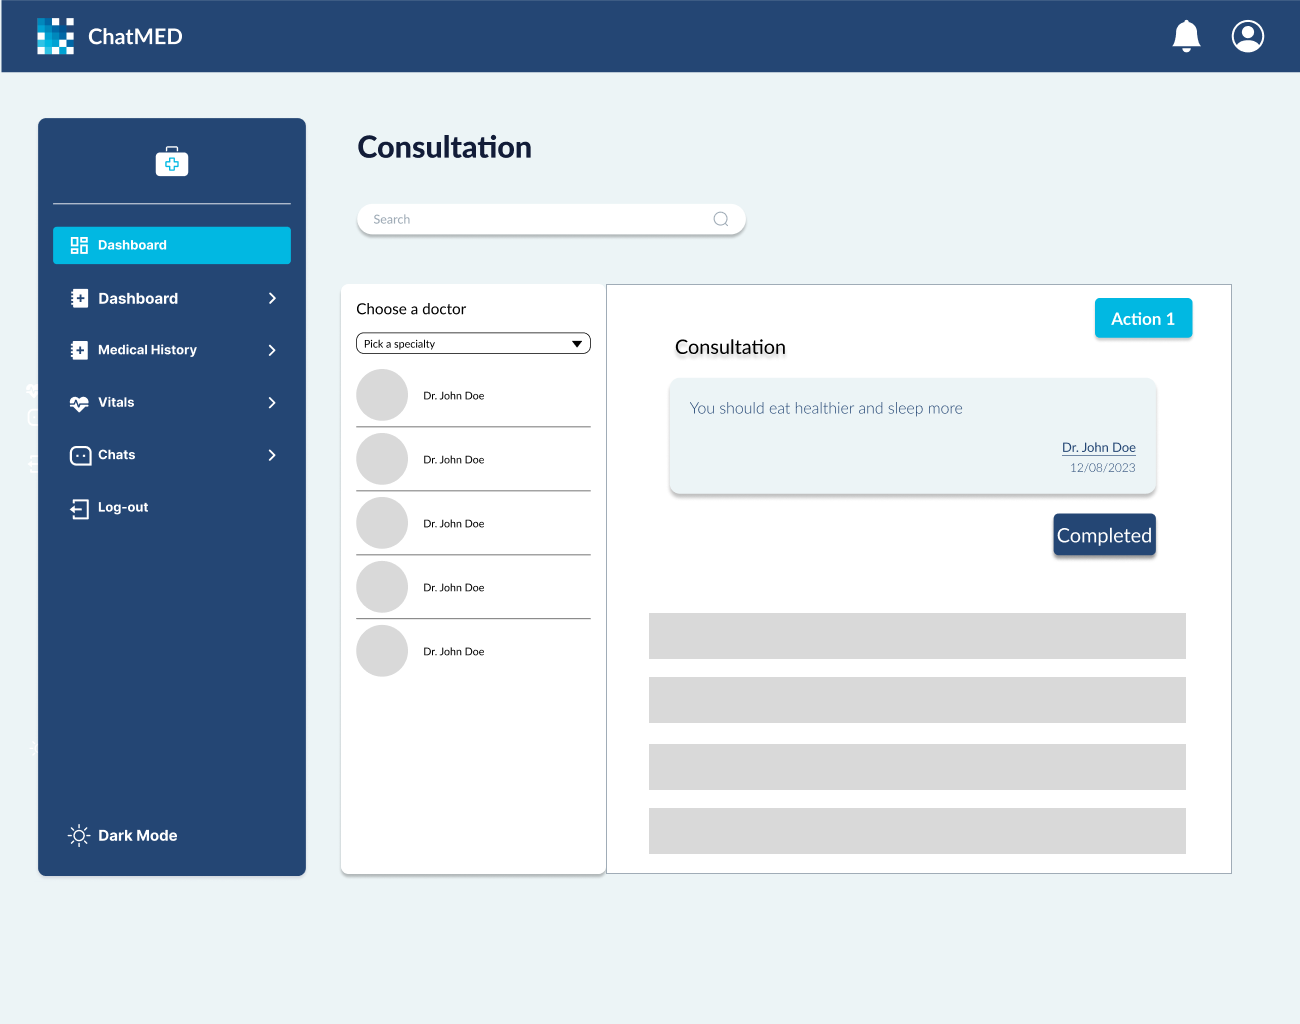 ChatMED
Dashboard
Dashboard
Medical History
Vitals
Chats
Log-out
Dark Mode
Consultation
Search
Choose a doctor
Pick a specialty
Dr. John Doe
Dr. John Doe
Dr. John Doe
Dr. John Doe
Dr. John Doe
Action 1
Consultation
You should eat healthier and sleep more
Dr. John Doe
12/08/2023
Completed